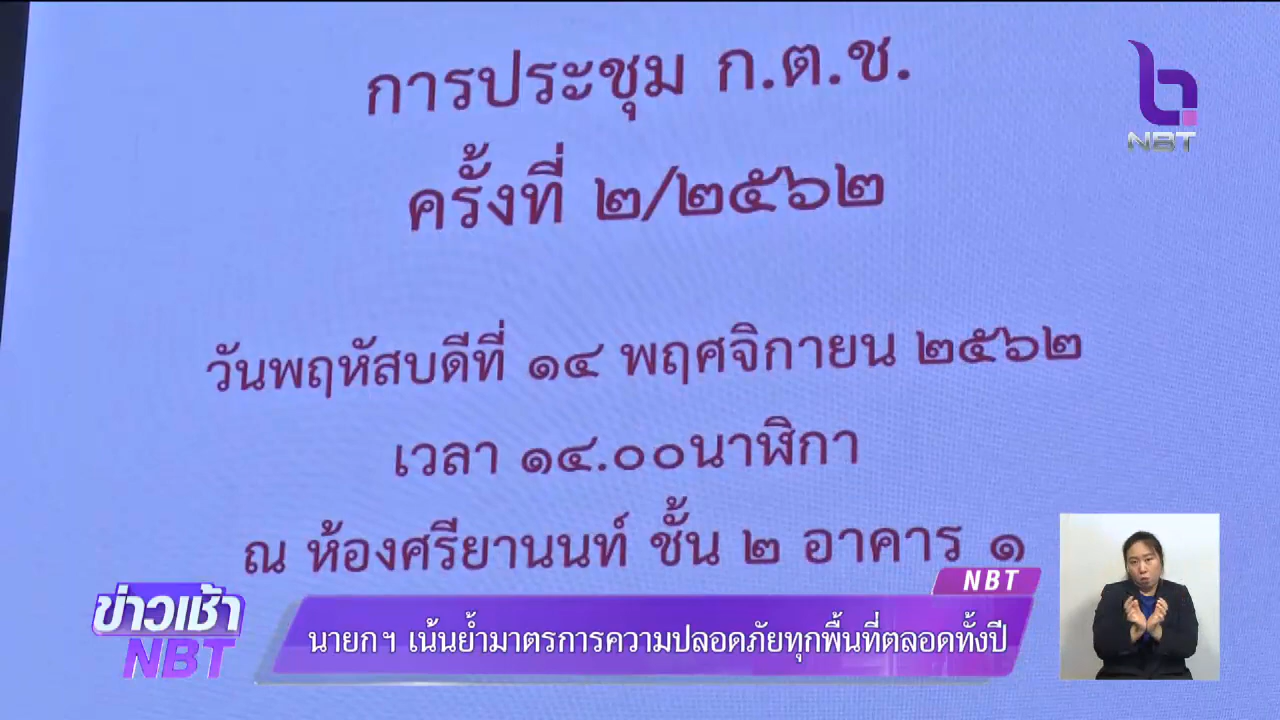 การประชุม ก.ต.ช.
ครั้งที่ ๒/๒๕๖๒
วันพฤหัสบดีที่ ๑๔ พฤศจิกายน ๒๕๖๒
เวลา ๑๔.๐๐นาฬิกา
ณ ห้องศรียานนท์ ชั้น ๒ อาคาร ๑
NBT
NBT
นายกฯ เน้นย้ำมาตรการความปลอดภัยทุกพื้นที่ตลอดทั้งปี
ข่าวเช้า
NBT